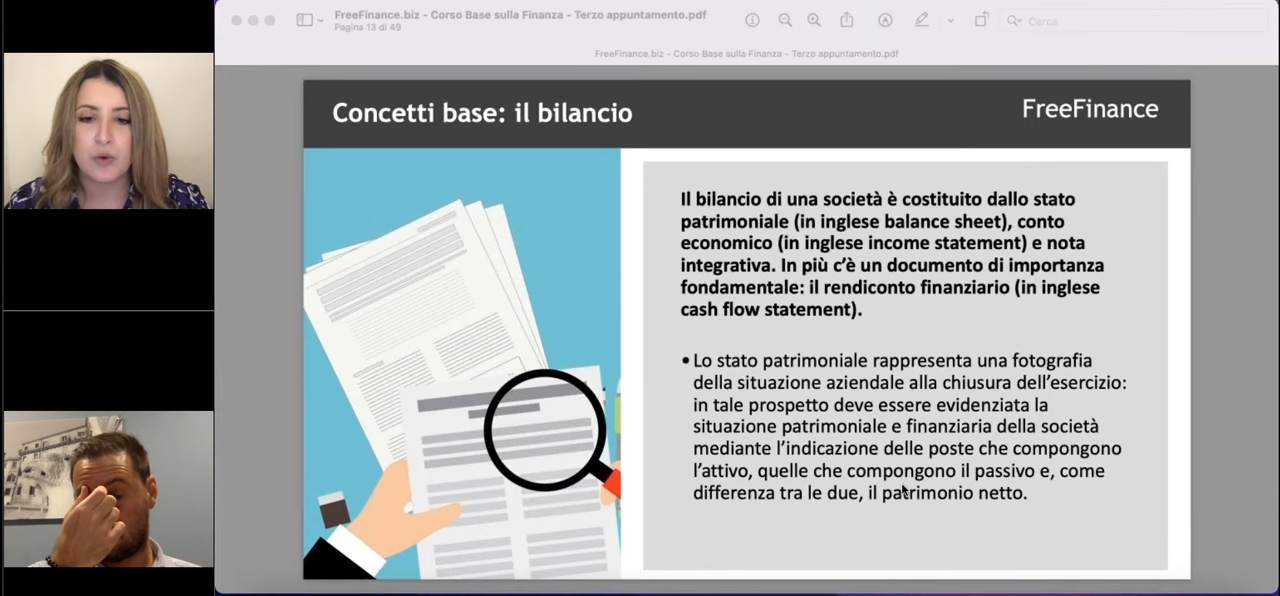 FreeFinance.biz - Corso Base sulla Finanza - Terzo appuntamento.pdf
Pagina 13 di 49
Cerca
FreeFinance.biz - Corso Base sulla Finanza - Terzo appuntamento.pdf
Concetti base: il bilancio
FreeFinance
Il bilancio di una società è costituito dallo stato
patrimoniale (in inglese balance sheet), conto
economico (in inglese income statement) e nota
integrativa. In più c’è un documento di importanza
fondamentale: il rendiconto finanziario (in inglese
cash flow statement).
• Lo stato patrimoniale rappresenta una fotografia
della situazione aziendale alla chiusura dell’esercizio:
in tale prospetto deve essere evidenziata la
situazione patrimoniale e finanziaria della società
mediante l’indicazione delle poste che compongono
l’attivo, quelle che compongono il passivo e, come
differenza tra le due, il patrimonio netto.